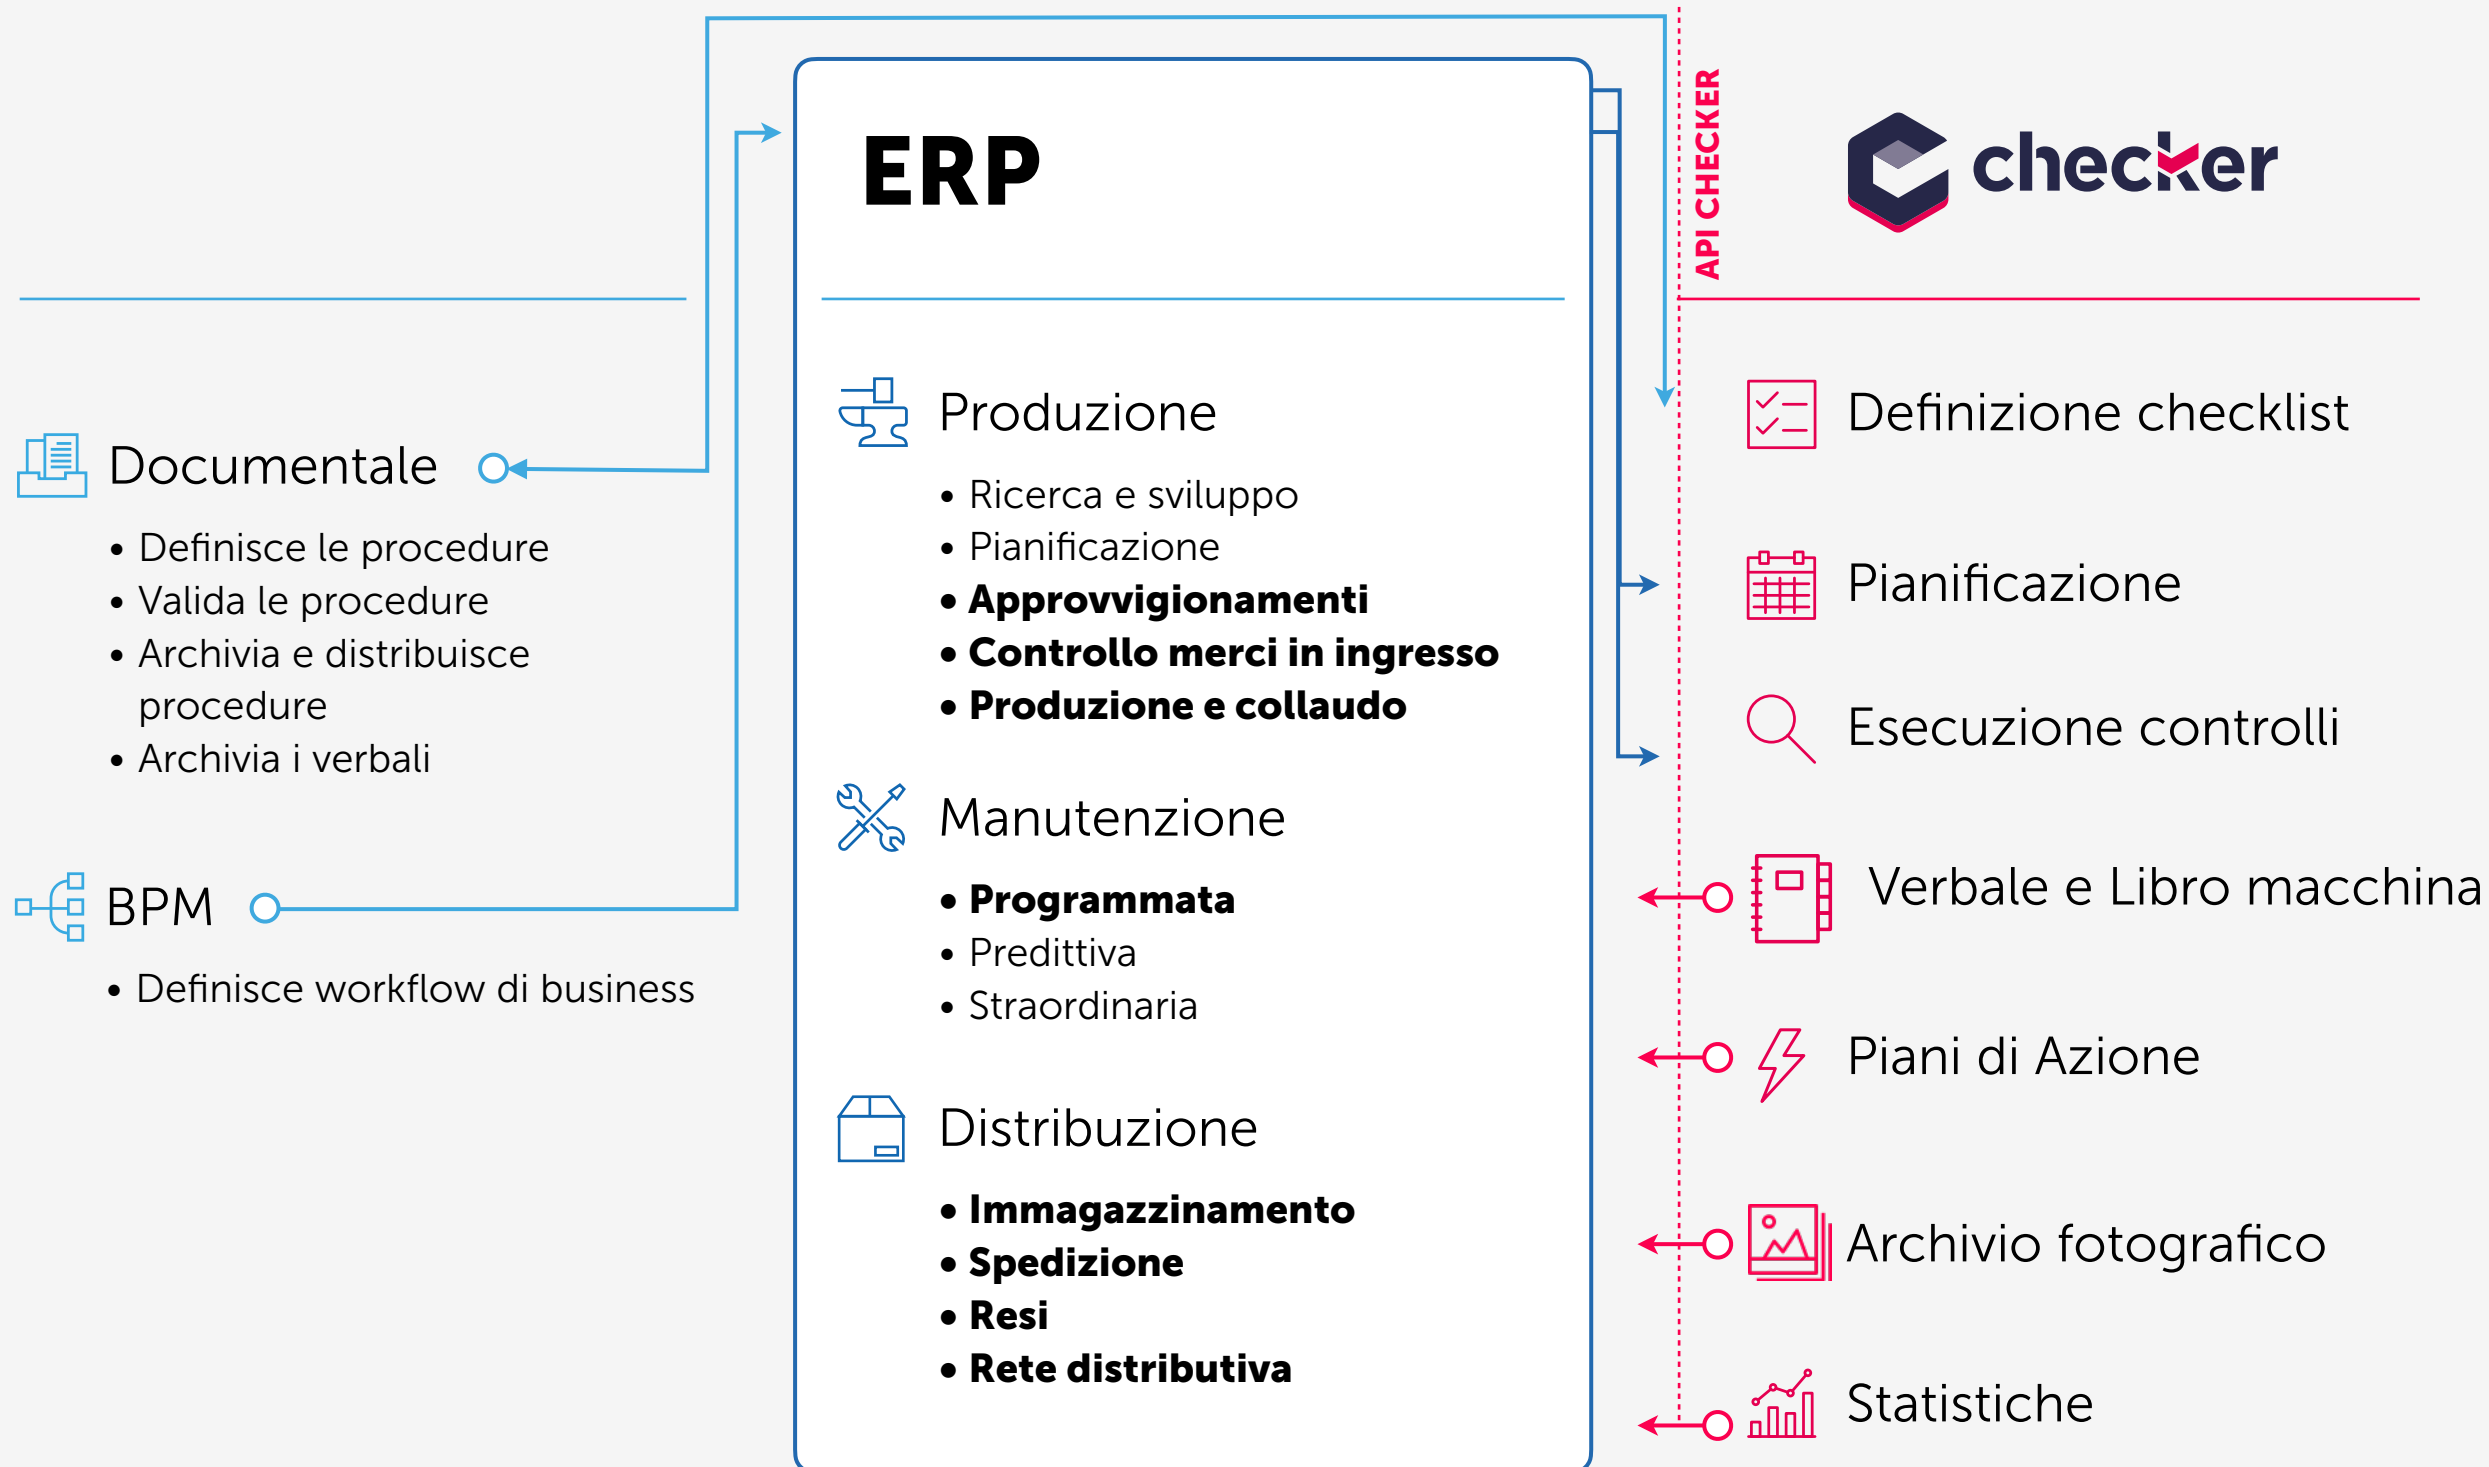 Documentale
• Definisce le procedure
• Valida le procedure
• Archivia e distribuisce
procedure
• Archivia i verbali
BPM
• Definisce workflow di business
ERP
Produzione
• Ricerca e sviluppo
• Pianificazione
• Approvvigionamenti
• Controllo merci in ingresso
• Produzione e collaudo
Manutenzione
• Programmata
• Predittiva
• Straordinaria
Distribuzione
• Immagazzinamento
• Spedizione
• Resi
• Rete distributiva
API CHECKER
checker
Definizione checklist
Pianificazione
Esecuzione controlli
Verbale e Libro macchina
Piani di Azione
Archivio fotografico
Statistiche